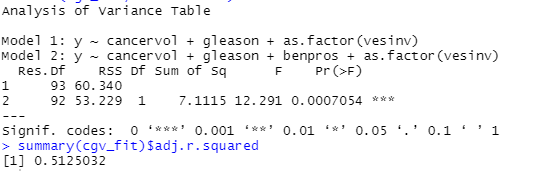 Analysis of Variance Table
Model 1: y ~ cancervol + gleason + as.factor(vesinv)
Model 2: y ~ cancervol + gleason + benpros + as.factor(vesinv)
  Res.Df    RSS Df Sum of Sq      F    Pr(>F)
1     93 60.340
2     92 53.229  1    7.1115 12.291 0.0007054 ***
---
Signif. codes:  0 ‘***’ 0.001 ‘**’ 0.01 ‘*’ 0.05 ‘.’ 0.1 ‘ ’ 1
> summary(cgv_fit)$adj.r.squared
[1] 0.5125032